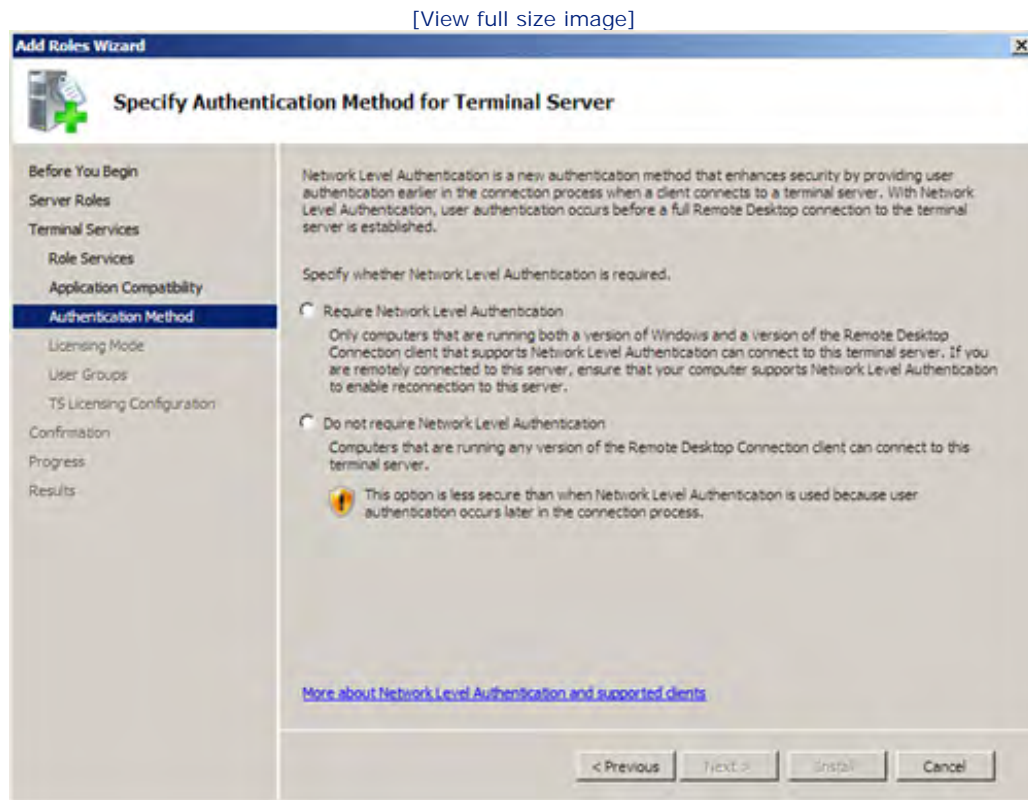 [View full size image]
Add Roles Wizard
Specify Authentication Method for Terminal Server
Before You Begin
Server Roles
Terminal Services
Role Services
Application Compatibility
Authentication Method
Licensing Mode
User Groups
TS Licensing Configuration
Confirmation
Progress
Results
Network Level Authentication is a new authentication method that enhances security by providing user
authentication earlier in the connection process when a client connects to a terminal server. With Network
Level Authentication, user authentication occurs before a full Remote Desktop connection to the terminal
server is established.
Specify whether Network Level Authentication is required.
Require Network Level Authentication
Only computers that are running both a version of Windows and a version of the Remote Desktop
Connection client that supports Network Level Authentication can connect to this terminal server. If you
are remotely connected to this server, ensure that your computer supports Network Level Authentication
to enable reconnection to this server.
Do not require Network Level Authentication
Computers that are running any version of the Remote Desktop Connection client can connect to this
terminal server.
This option is less secure than when Network Level Authentication is used because user
authentication occurs later in the connection process.
More about Network Level Authentication and supported clients
< Previous Next > Install Cancel